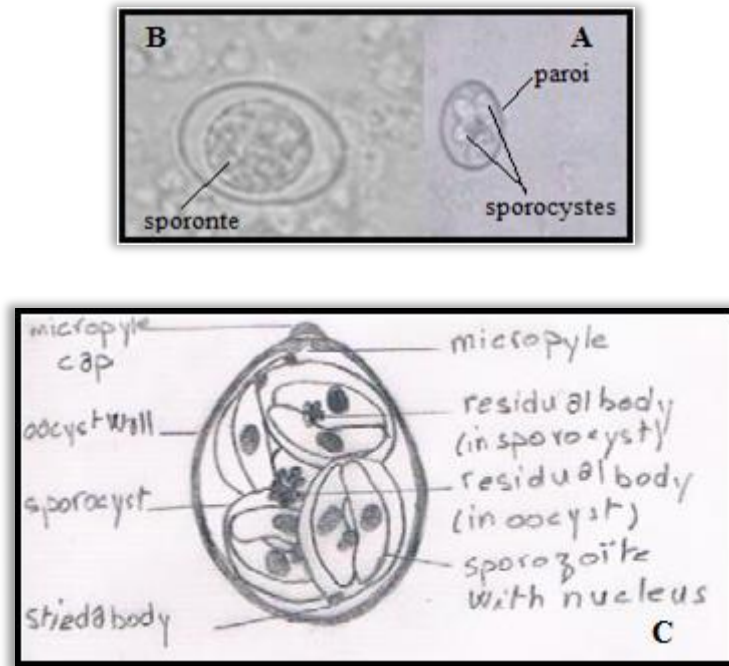 B
A
paroi
sporocystes
sporonte
micropyle
cap
micropyle
oocyst wall
residual body
(in sporocyst)
residual body
(in oocyst)
sporocyst
sporozoïte
with nucleus
stieda body
C